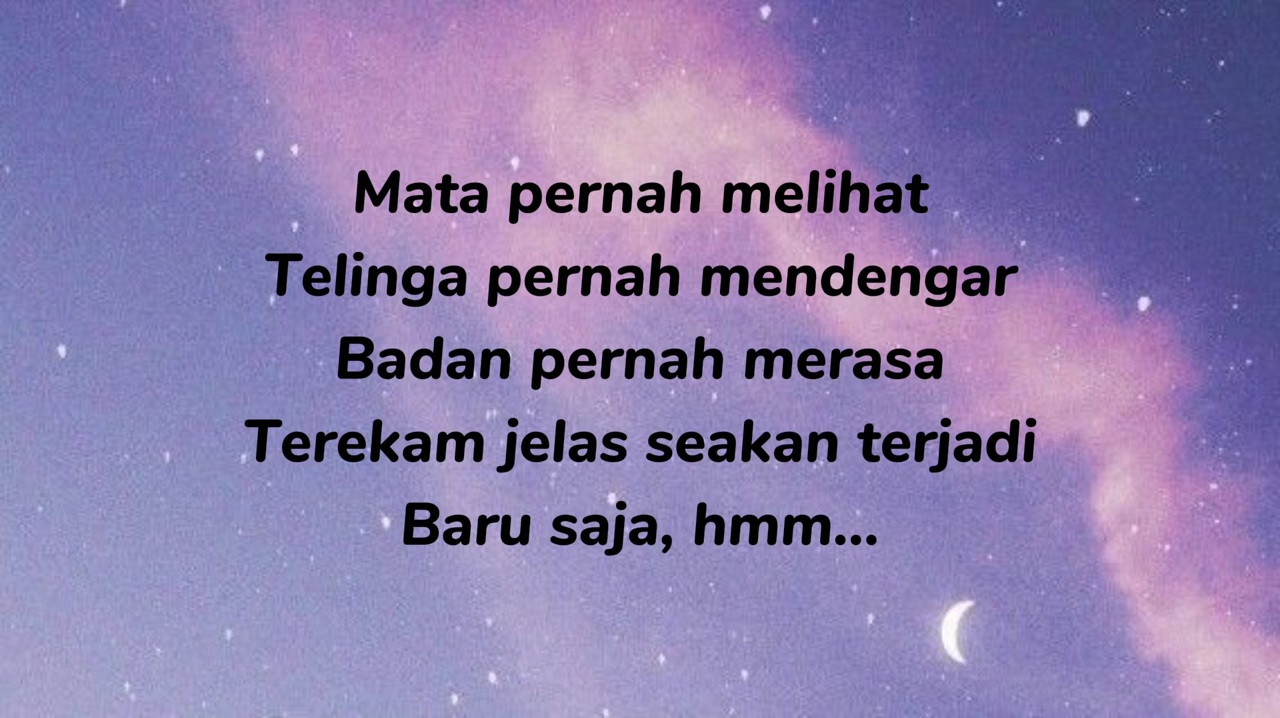 Mata pernah melihat
Telinga pernah mendengar
Badan pernah merasa
Terekam jelas seakan terjadi
Baru saja, hmm...